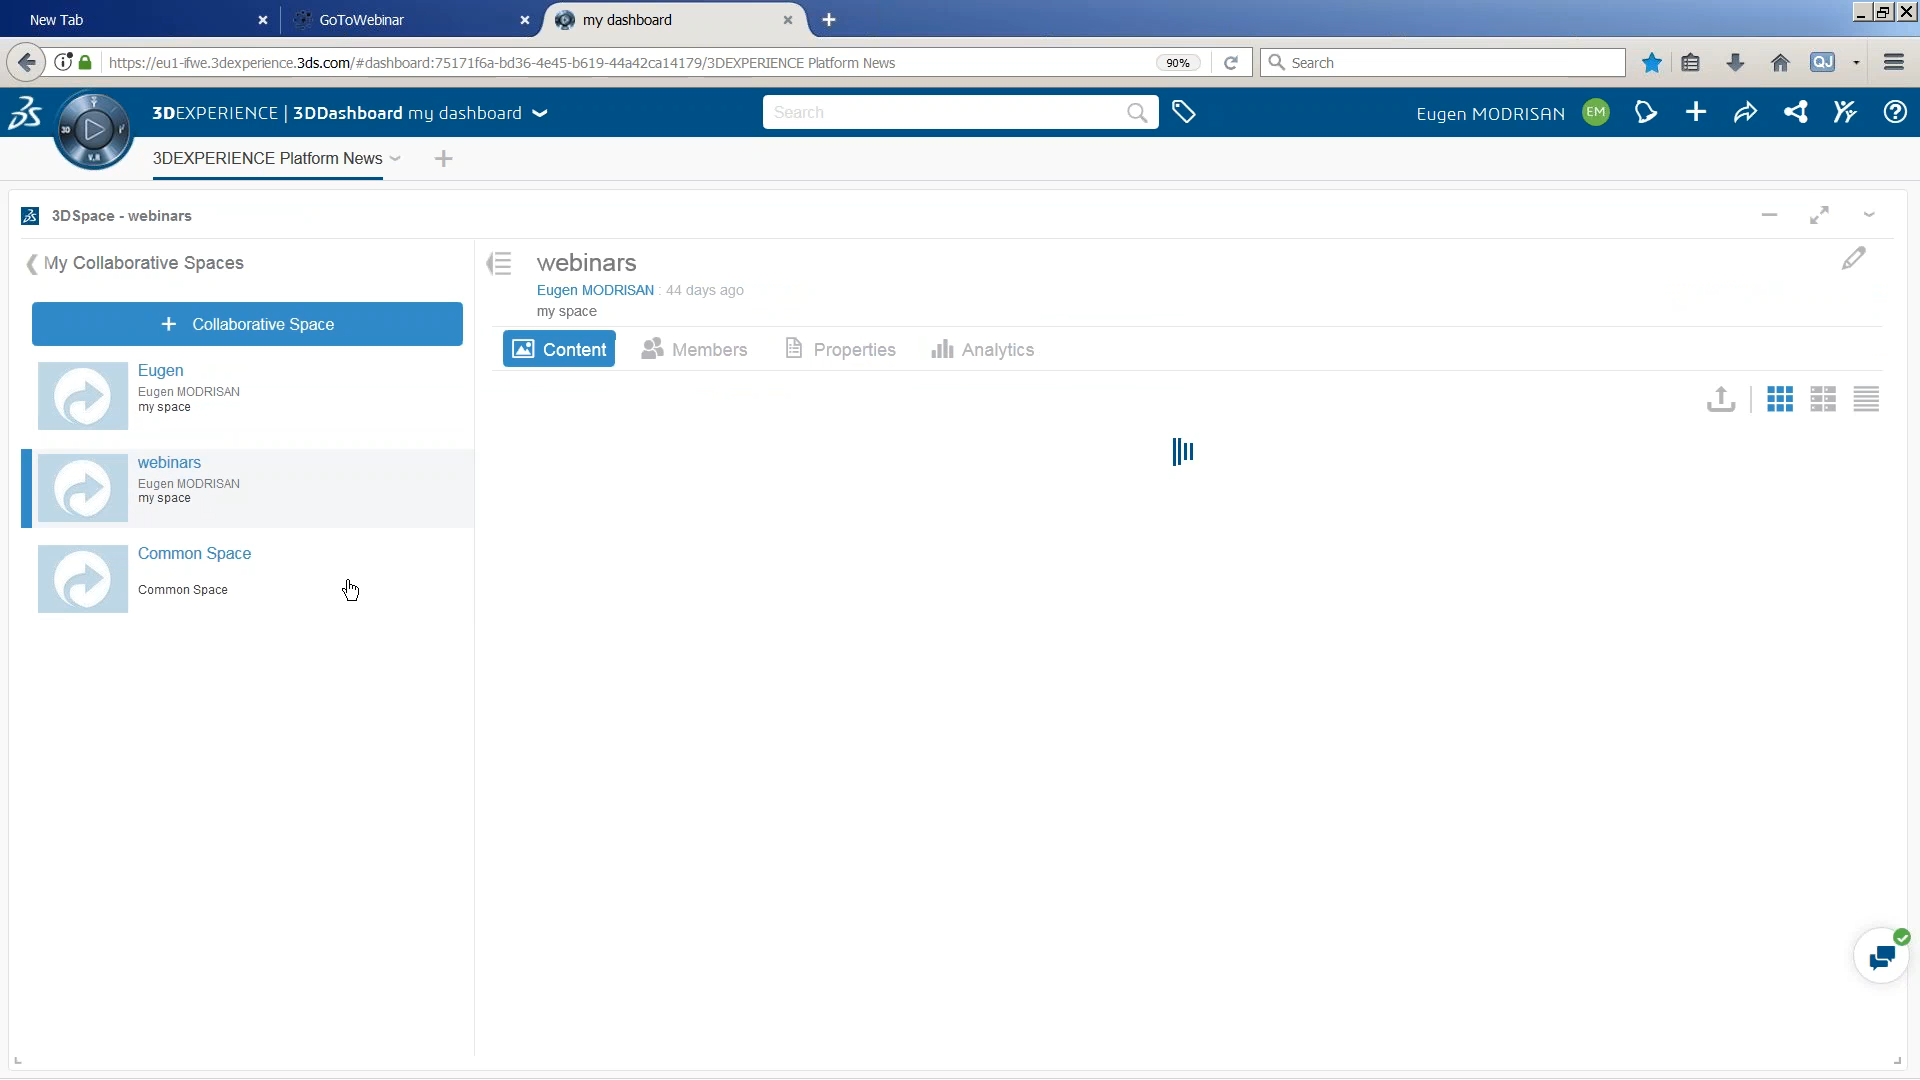 New Tab
GoToWebinar
my dashboard
https://eu1-ifwe.3dexperience.3ds.com/#dashboard:75171f6a-bd36-4e45-b619-44a42ca14179/3DEXPERIENCE Platform News
90%
Search
QJ
3DEXPERIENCE | 3DDashboard my dashboard
Search
Eugen MODRISAN
EM
3D
V.R
3DEXPERIENCE Platform News
3DSpace - webinars
My Collaborative Spaces
Collaborative Space
Eugen
Eugen MODRISAN
my space
webinars
Eugen MODRISAN
my space
Common Space
Common Space
webinars
Eugen MODRISAN : 44 days ago
my space
Content
Members
Properties
Analytics